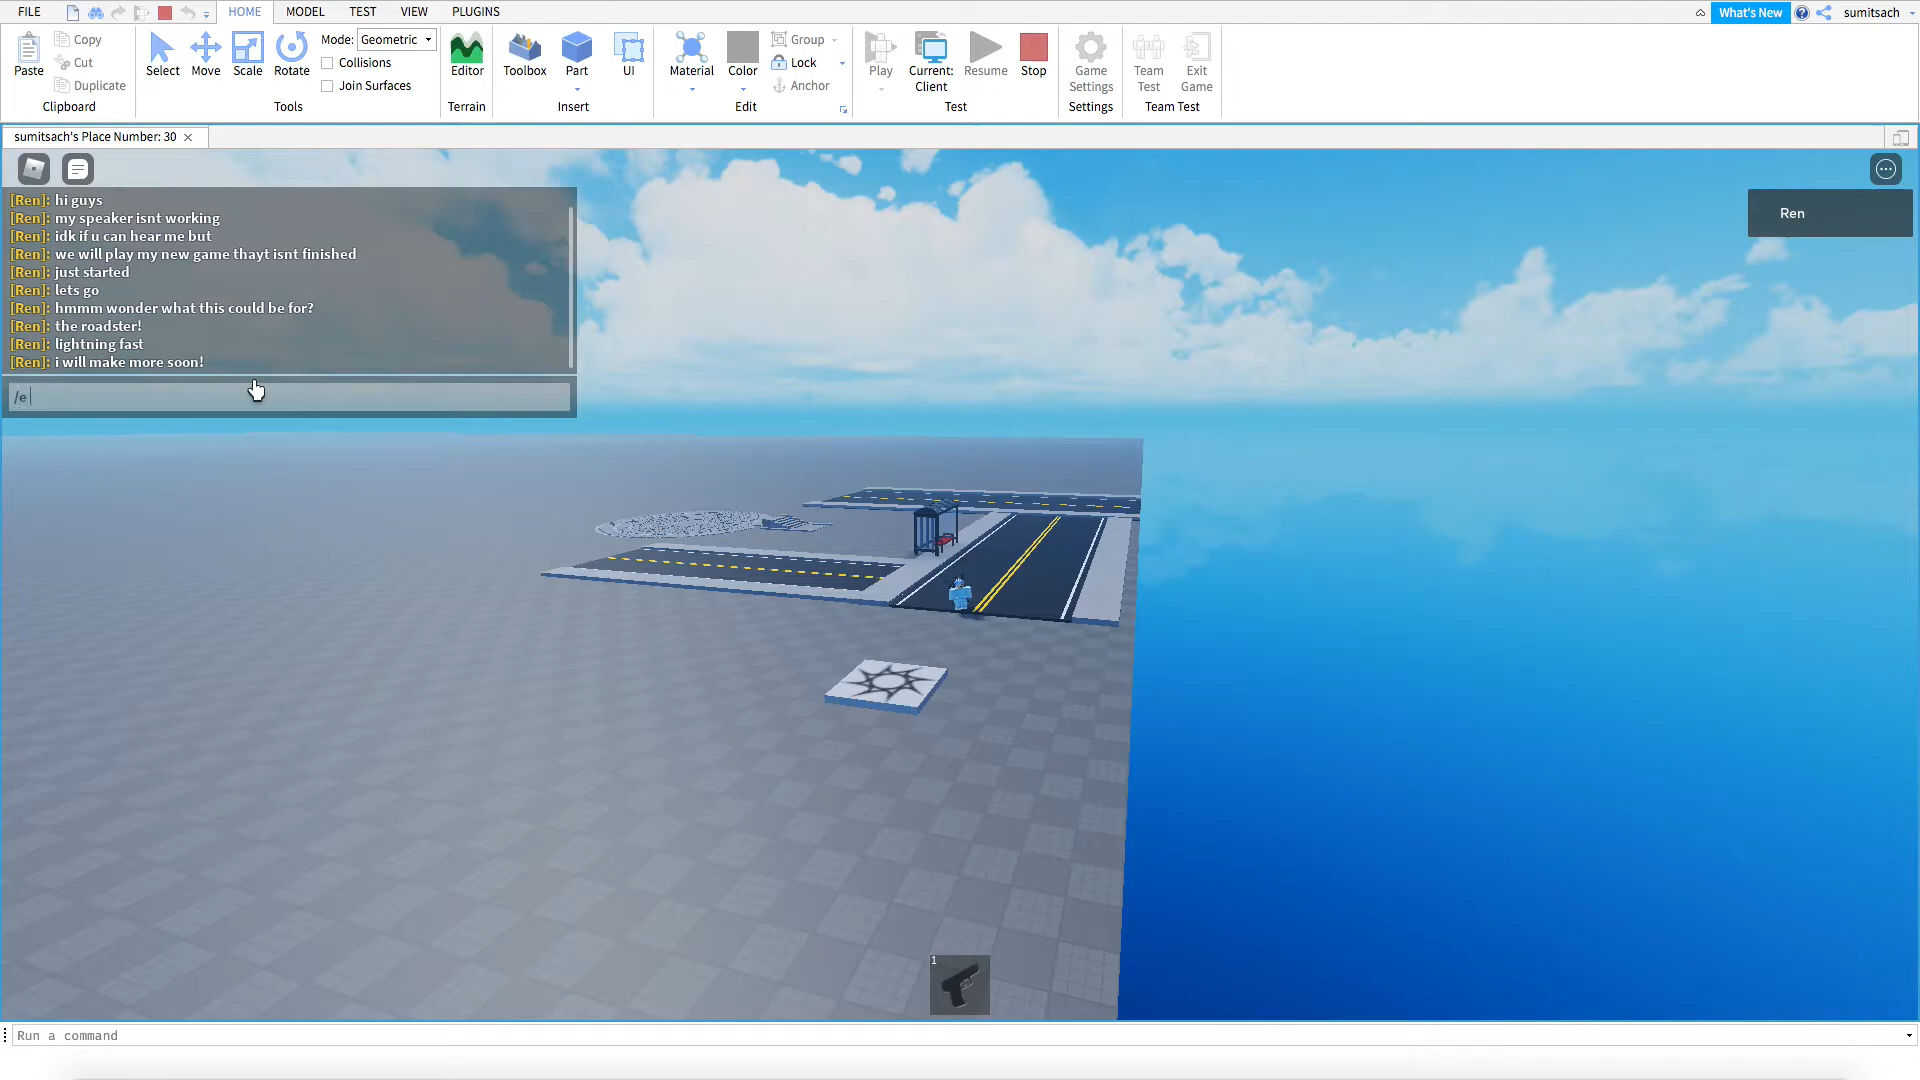 FILE HOME MODEL TEST VIEW PLUGINS What's New sumitsach
Paste Copy Cut Duplicate
Clipboard
Select Move Scale Rotate
Mode: Geometric
Collisions
Join Surfaces
Tools
Editor
Terrain
Toolbox Part UI
Insert
Material Color Group Lock Anchor
Edit
Play Current: Client Resume Stop
Test
Game Settings
Settings
Team Test Exit Game
Team Test
sumitsach's Place Number: 30
[Ren]: hi guys
[Ren]: my speaker isnt working
[Ren]: idk if u can hear me but
[Ren]: we will play my new game thayt isnt finished
[Ren]: just started
[Ren]: lets go
[Ren]: hmmm wonder what this could be for?
[Ren]: the roadster!
[Ren]: lightning fast
[Ren]: i will make more soon!
/e
Ren
1
Run a command